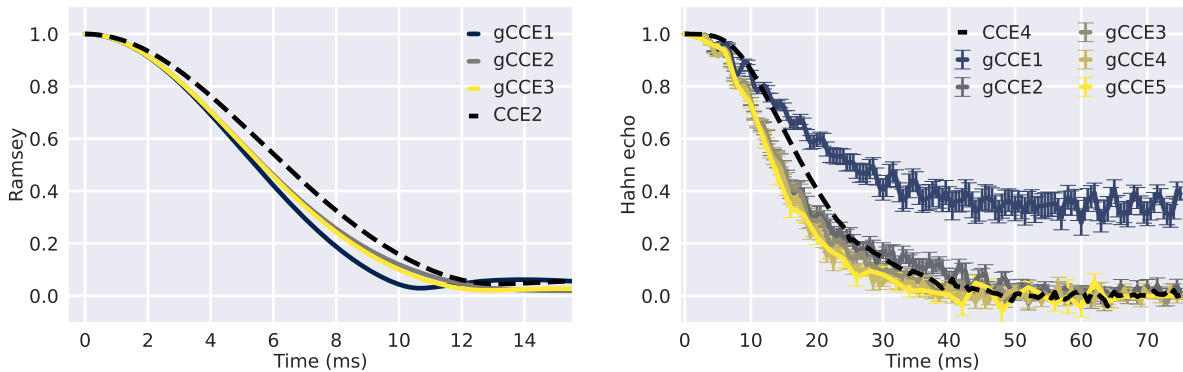 Ramsey
1.0
0.8
0.6
0.4
0.2
0.0
0 2 4 6 8 10 12 14
Time (ms)
gCCE1
gCCE2
gCCE3
CCE2
Hahn echo
1.0
0.8
0.6
0.4
0.2
0.0
0 10 20 30 40 50 60 70
Time (ms)
CCE4
gCCE1
gCCE2
gCCE3
gCCE4
gCCE5